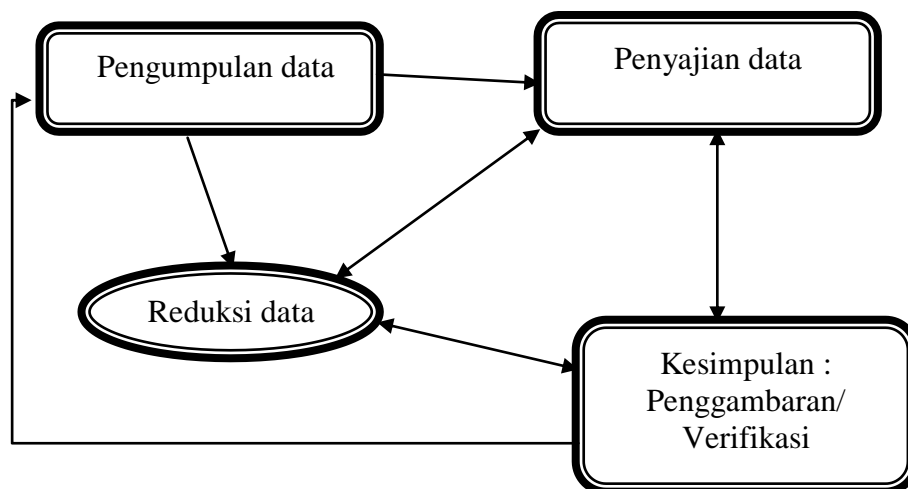 Pengumpulan data
Penyajian data
Reduksi data
Kesimpulan :
Penggambaran/
Verifikasi